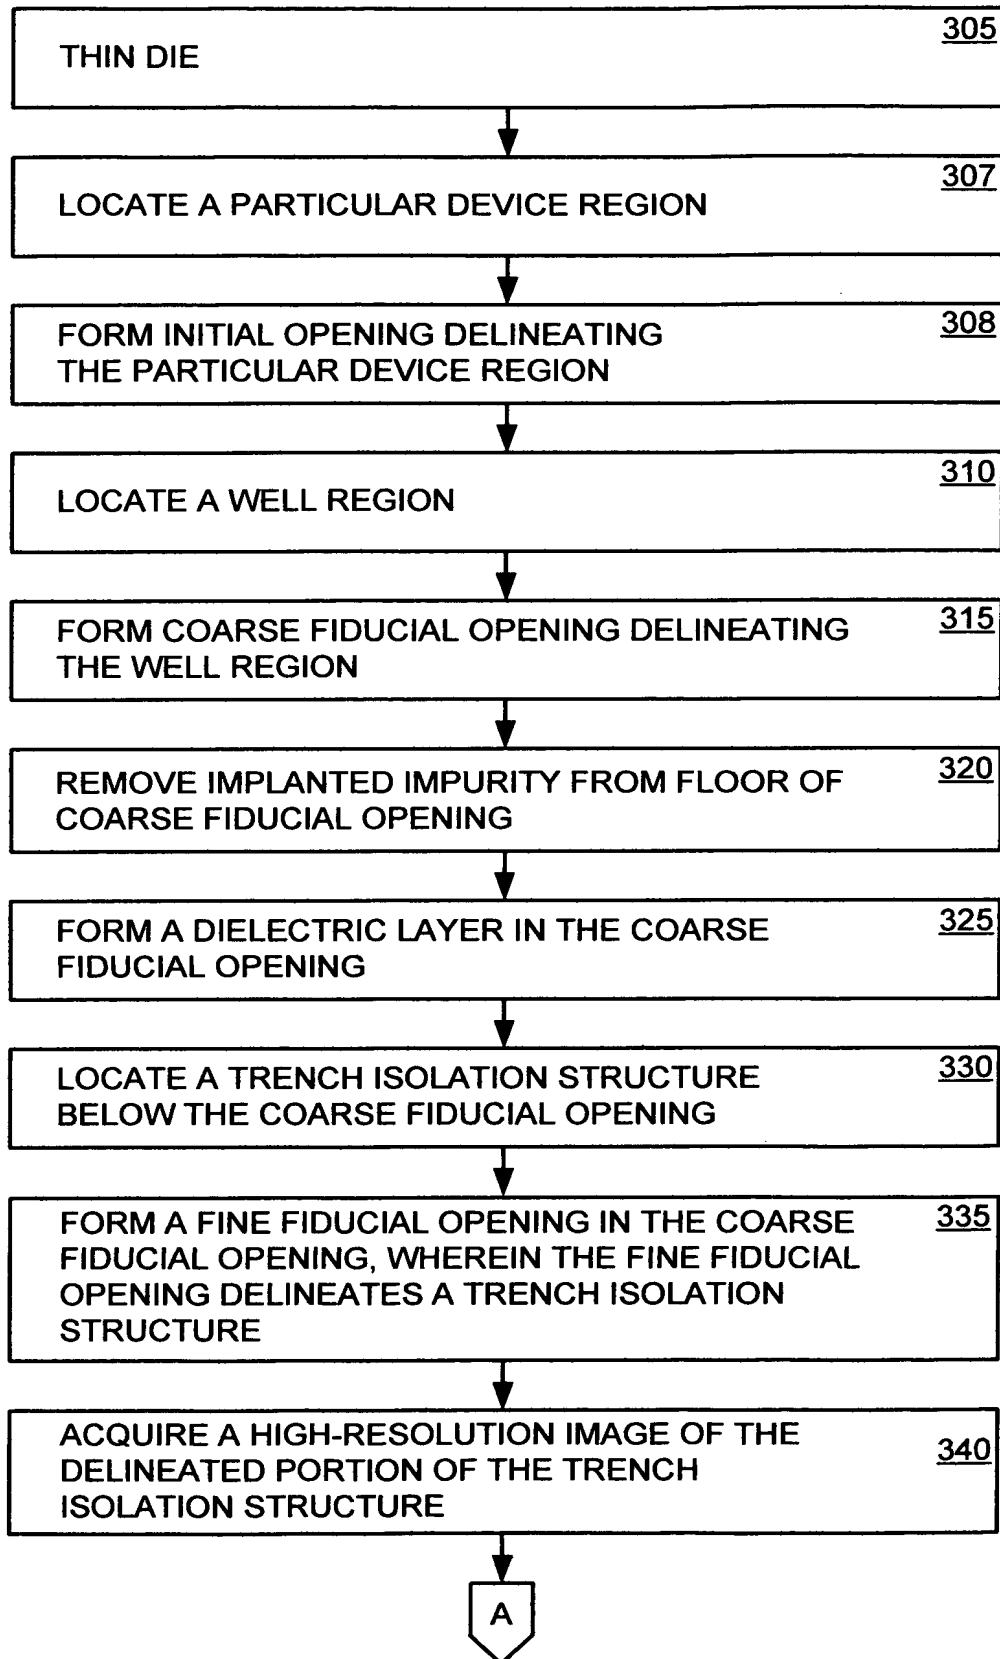 305
THIN DIE
307
LOCATE A PARTICULAR DEVICE REGION
308
FORM INITIAL OPENING DELINEATING
THE PARTICULAR DEVICE REGION
310
LOCATE A WELL REGION
315
FORM COARSE FIDUCIAL OPENING DELINEATING
THE WELL REGION
320
REMOVE IMPLANTED IMPURITY FROM FLOOR OF
COARSE FIDUCIAL OPENING
325
FORM A DIELECTRIC LAYER IN THE COARSE
FIDUCIAL OPENING
330
LOCATE A TRENCH ISOLATION STRUCTURE
BELOW THE COARSE FIDUCIAL OPENING
335
FORM A FINE FIDUCIAL OPENING IN THE COARSE
FIDUCIAL OPENING, WHEREIN THE FINE FIDUCIAL
OPENING DELINEATES A TRENCH ISOLATION
STRUCTURE
340
ACQUIRE A HIGH-RESOLUTION IMAGE OF THE
DELINEATED PORTION OF THE TRENCH
ISOLATION STRUCTURE
A